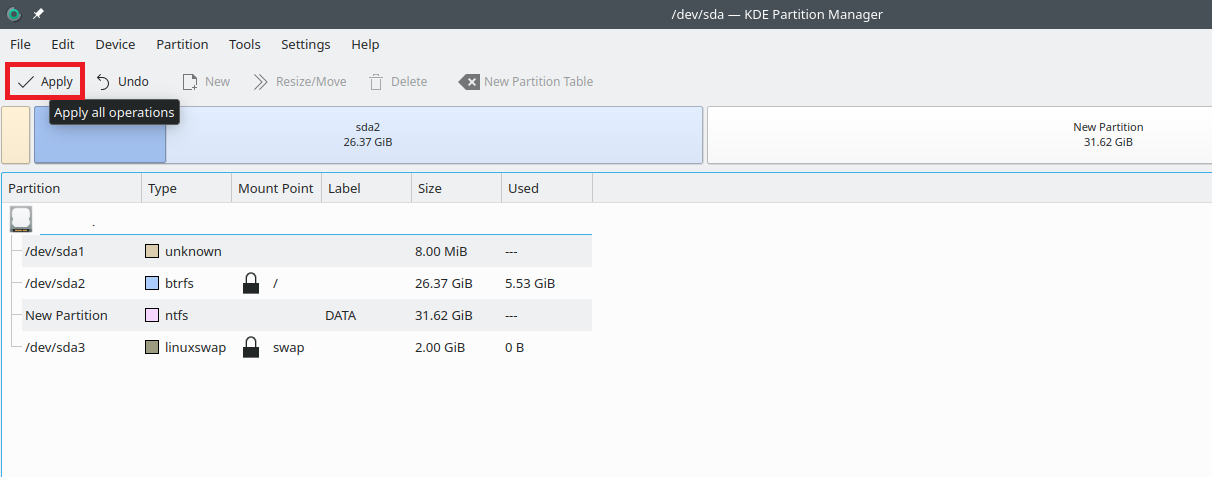 /dev/sda — KDE Partition Manager
File Edit Device Partition Tools Settings Help
Apply Undo New Resize/Move Delete New Partition Table
Apply all operations
sda2
26.37 GiB
New Partition
31.62 GiB
Partition Type Mount Point Label Size Used
.
/dev/sda1 unknown 8.00 MiB ---
/dev/sda2 btrfs / 26.37 GiB 5.53 GiB
New Partition ntfs DATA 31.62 GiB ---
/dev/sda3 linuxswap swap 2.00 GiB 0 B